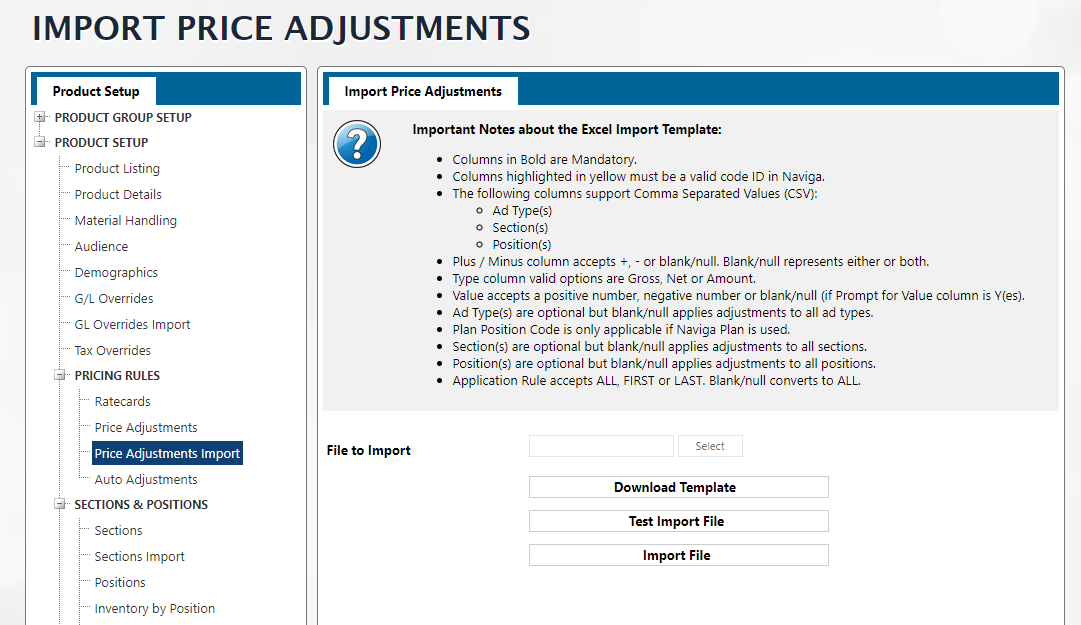 IMPORT PRICE ADJUSTMENTS
Product Setup
PRODUCT GROUP SETUP
PRODUCT SETUP
Product Listing
Product Details
Material Handling
Audience
Demographics
G/L Overrides
GL Overrides Import
Tax Overrides
PRICING RULES
Ratecards
Price Adjustments
Price Adjustments Import
Auto Adjustments
SECTIONS & POSITIONS
Sections
Sections Import
Positions
Inventory by Position
Import Price Adjustments
Important Notes about the Excel Import Template:
Columns in Bold are Mandatory.
Columns highlighted in yellow must be a valid code ID in Naviga.
The following columns support Comma Separated Values (CSV):
Ad Type(s)
Section(s)
Position(s)
Plus / Minus column accepts +, - or blank/null. Blank/null represents either or both.
Type column valid options are Gross, Net or Amount.
Value accepts a positive number, negative number or blank/null (if Prompt for Value column is Y(es).
Ad Type(s) are optional but blank/null applies adjustments to all ad types.
Plan Position Code is only applicable if Naviga Plan is used.
Section(s) are optional but blank/null applies adjustments to all sections.
Position(s) are optional but blank/null applies adjustments to all positions.
Application Rule accepts ALL, FIRST or LAST. Blank/null converts to ALL.
File to Import
Select
Download Template
Test Import File
Import File